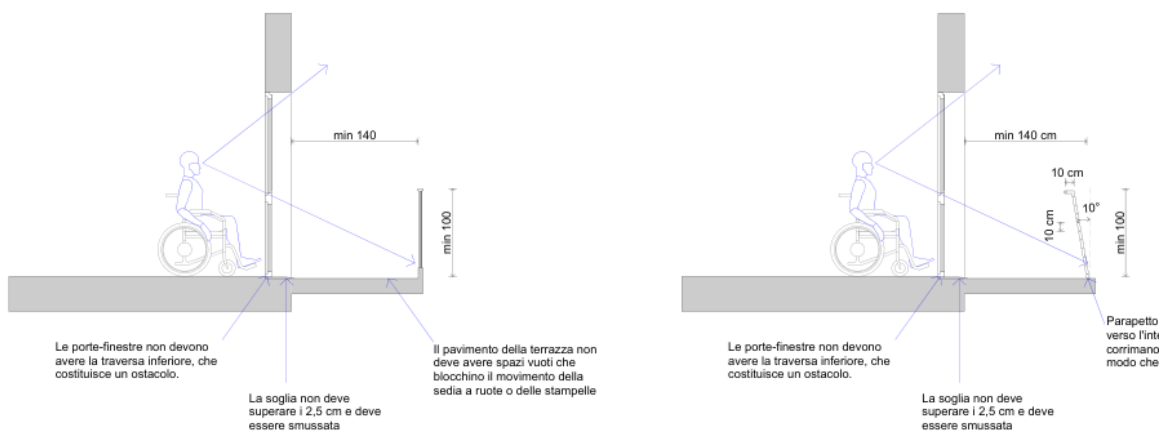 min 140
min 100
Le porte-finestre non devono
avere la traversa inferiore, che
costituisce un ostacolo.
La soglia non deve
superare i 2,5 cm e deve
essere smussata
Il pavimento della terrazza non
deve avere spazi vuoti che
blocchino il movimento della
sedia a ruote o delle stampelle
min 140 cm
10 cm
10°
10 cm
min 100
Le porte-finestre non devono
avere la traversa inferiore, che
costituisce un ostacolo.
La soglia non deve
superare i 2,5 cm e deve
essere smussata
Parapetto
verso l'inte
corrimano
modo che